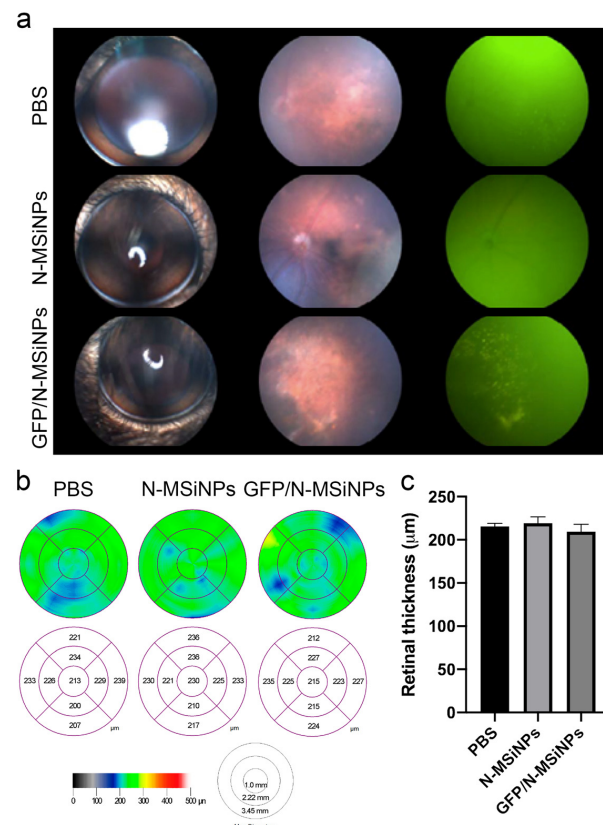 a
PBS
N-MSiNPs
GFP/N-MSiNPs
b
PBS N-MSiNPs GFP/N-MSiNPs
221
234
233 226 213 229 239
200
207
µm
236
236
230 221 230 225 233
210
217
µm
212
227
235 225 215 223 227
215
224
µm
0 100 200 300 400 500 µn
1.0 mm
2.22 mm
3.45 mm
c
Retinal thickness (µm)
250
200
150
100
50
0
PBS
N-MSiNPs
GFP/N-MSiNPs